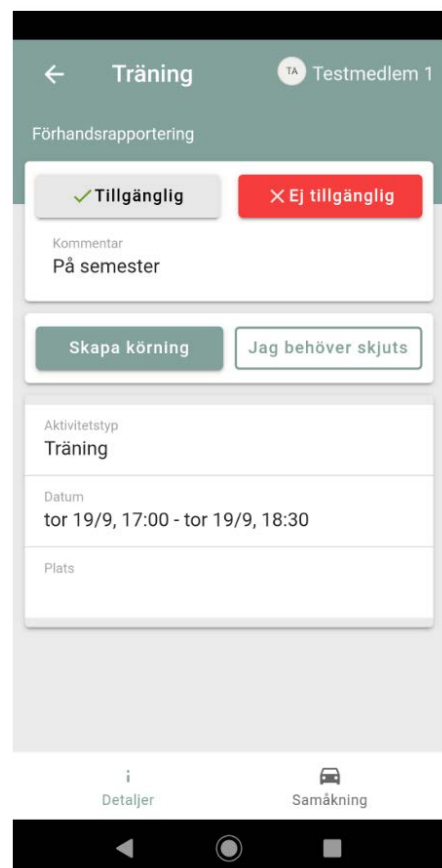 Träning
TA Testmedlem 1
Förhandsrapportering
Tillgänglig
Ej tillgänglig
Kommentar
På semester
Skapa körning
Jag behöver skjuts
Aktivitetstyp
Träning
Datum
tor 19/9, 17:00 - tor 19/9, 18:30
Plats
Detaljer
Samåkning